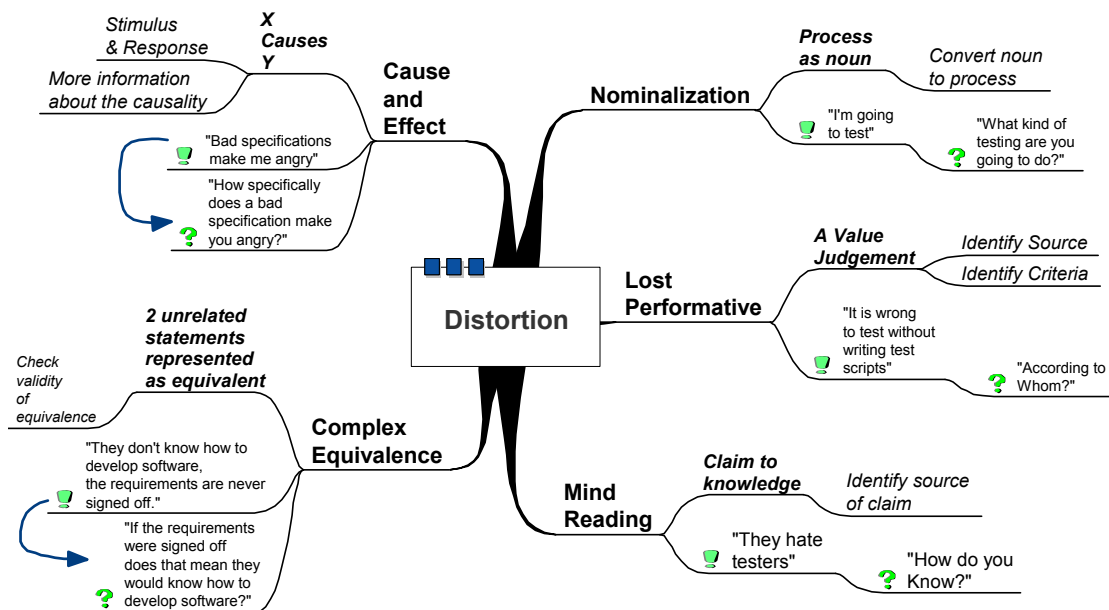 Distortion
Cause
and
Effect
X
Causes
Y
Stimulus
& Response
More information
about the causality
"Bad specifications
make me angry"
"How specifically
does a bad
specification make
you angry?"
Nominalization
Process
as noun
Convert noun
to process
"I'm going
to test"
"What kind of
testing are you
going to do?"
Lost
Performative
A Value
Judgement
Identify Source
Identify Criteria
"It is wrong
to test without
writing test
scripts"
"According to
Whom?"
Complex
Equivalence
2 unrelated
statements
represented
as equivalent
Check
validity
of
equivalence
"They don't know how to
develop software,
the requirements are never
signed off."
"If the requirements
were signed off
does that mean they
would know how to
develop software?"
Mind
Reading
Claim to
knowledge
Identify source
of claim
"They hate
testers"
"How do you
Know?"